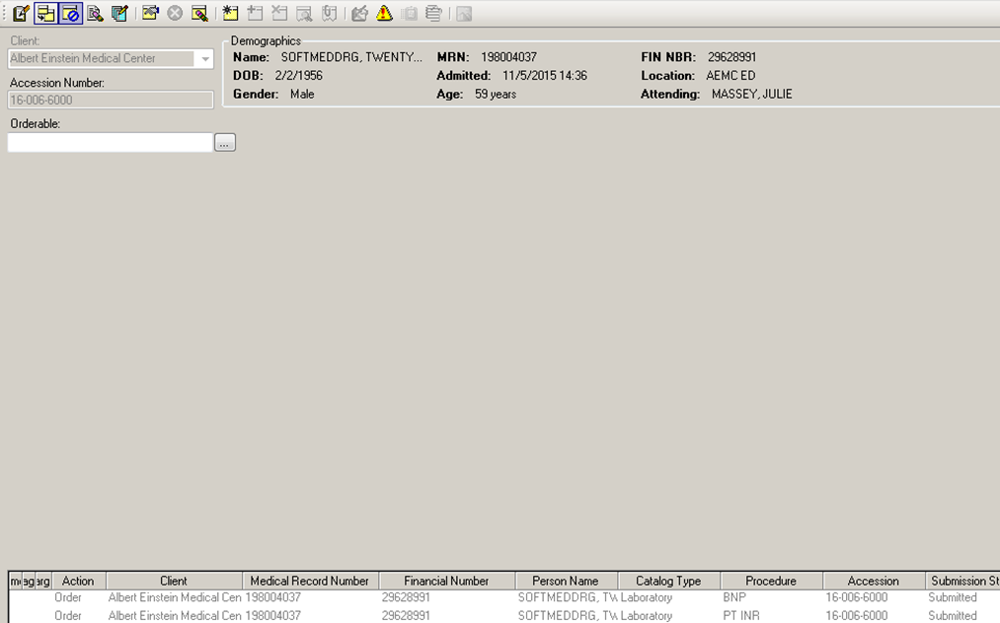 Client:
Albert Einstein Medical Center
Accession Number:
16-006-6000
Orderable:
...
Demographics
Name: SOFTMEDDRG, TWENTY... MRN: 198004037 FIN NBR: 29628991
DOB: 2/2/1956 Admitted: 11/5/2015 14:36 Location: AEMC ED
Gender: Male Age: 59 years Attending: MASSEY, JULIE
Action Client Medical Record Number Financial Number Person Name Catalog Type Procedure Accession Submission St
Order Albert Einstein Medical Cen 198004037 29628991 SOFTMEDDRG, Laboratory BNP 16-006-6000 Submitted
Order Albert Einstein Medical Cen 198004037 29628991 SOFTMEDDRG, Laboratory PT INR 16-006-6000 Submitted